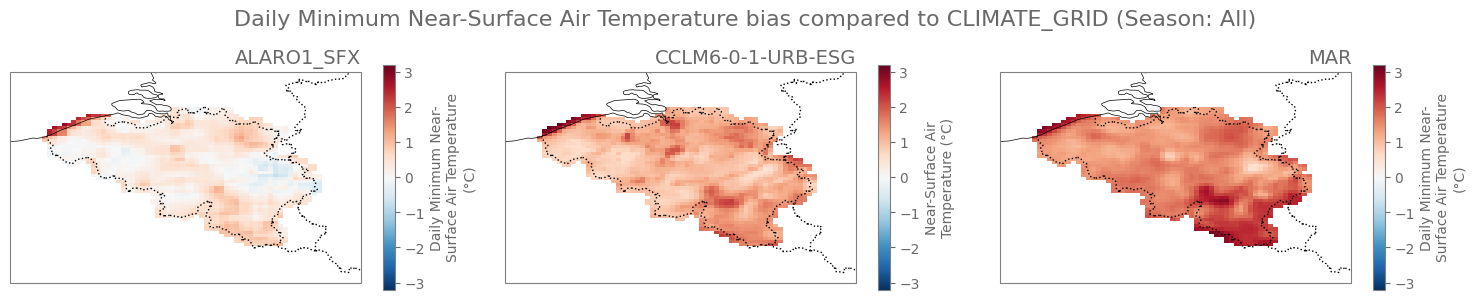 Daily Minimum Near-Surface Air Temperature bias compared to CLIMATE_GRID (Season: All)
ALARO1_SFX
3
2
1
0
−1
−2
−3
Daily Minimum Near-
Surface Air Temperature
(°C)
CCLM6-0-1-URB-ESG
3
2
1
0
−1
−2
−3
Near-Surface Air
Temperature (°C)
MAR
3
2
1
0
−1
−2
−3
Daily Minimum Near-
Surface Air Temperature
(°C)